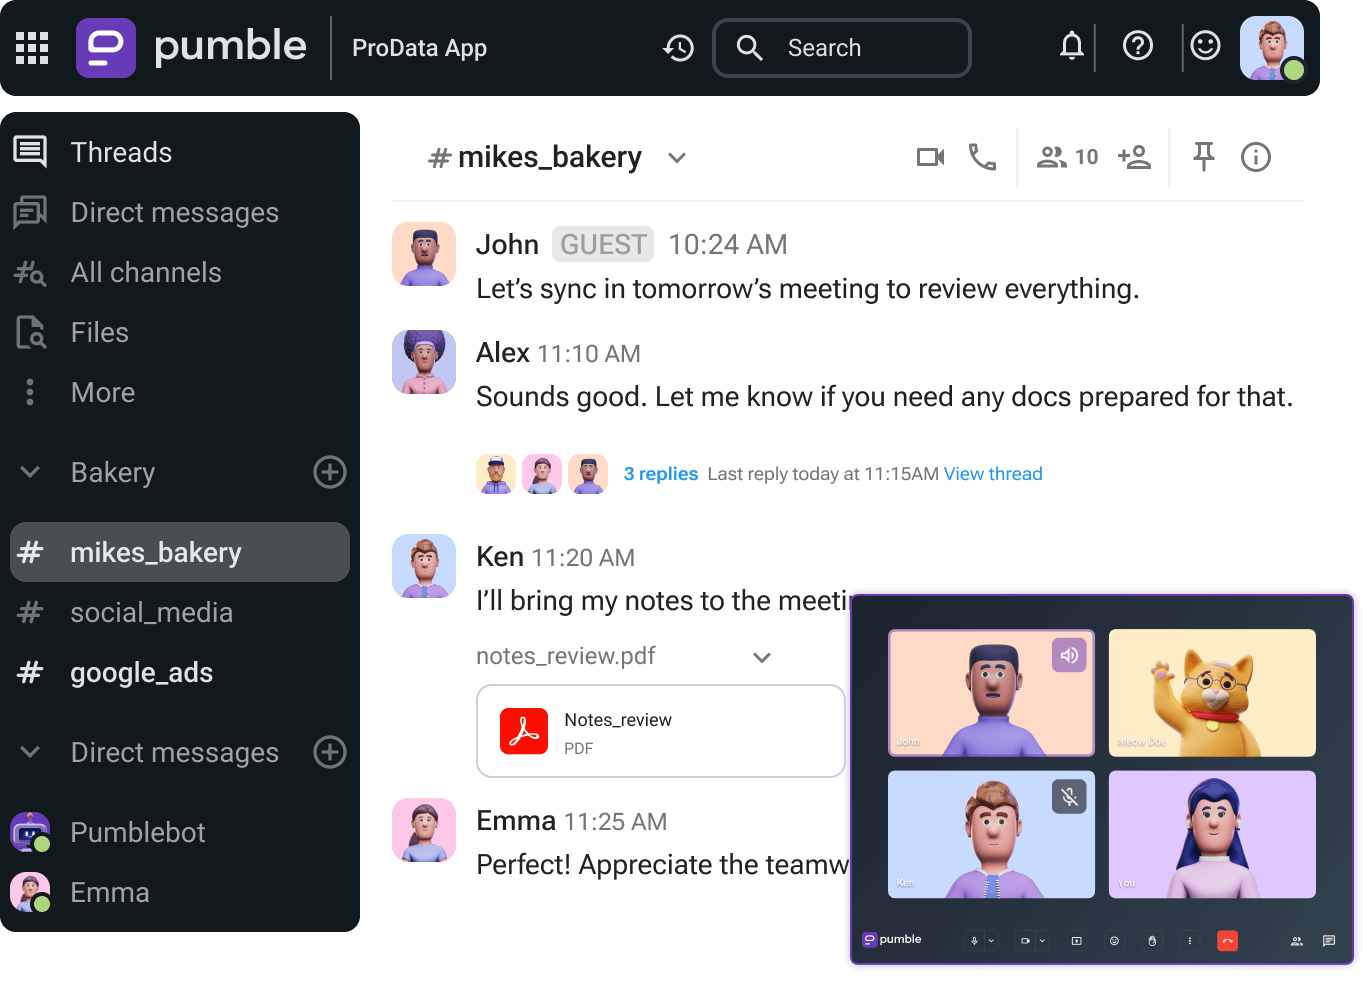 pumble
ProData App
Search
Threads
Direct messages
All channels
Files
More
Bakery
# mikes_bakery
# social_media
# google_ads
Direct messages
Pumblebot
Emma
# mikes_bakery
10
John GUEST 10:24 AM
Let’s sync in tomorrow’s meeting to review everything.
Alex 11:10 AM
Sounds good. Let me know if you need any docs prepared for that.
3 replies Last reply today at 11:15AM View thread
Ken 11:20 AM
I’ll bring my notes to the meetin
notes_review.pdf
Notes_review
PDF
Emma 11:25 AM
Perfect! Appreciate the teamw
John
Meow Doe
Ken
You
pumble